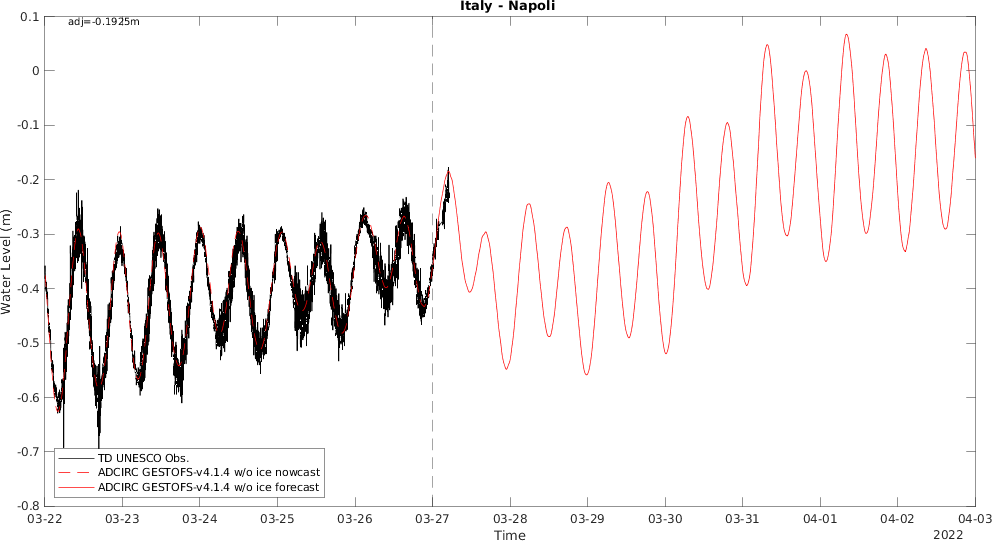 Italy - Napoli
adj=-0.1925m
0.1
0
-0.1
-0.2
-0.3
-0.4
-0.5
-0.6
-0.7
-0.8
Water Level (m)
TD UNESCO Obs.
ADCIRC GESTOFS-v4.1.4 w/o ice nowcast
ADCIRC GESTOFS-v4.1.4 w/o ice forecast
03-22 03-23 03-24 03-25 03-26 03-27 03-28 03-29 03-30 03-31 04-01 04-02 04-03
Time
2022